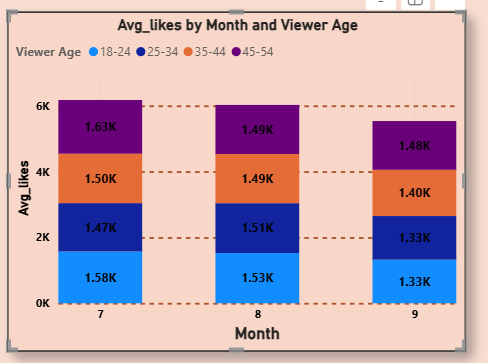 Avg_likes by Month and Viewer Age
Viewer Age 18-24 25-34 35-44 45-54
Avg_likes
6K
4K
2K
0K
1.63K 1.49K 1.48K
1.50K 1.49K 1.40K
1.47K 1.51K 1.33K
1.58K 1.53K 1.33K
7 8 9
Month